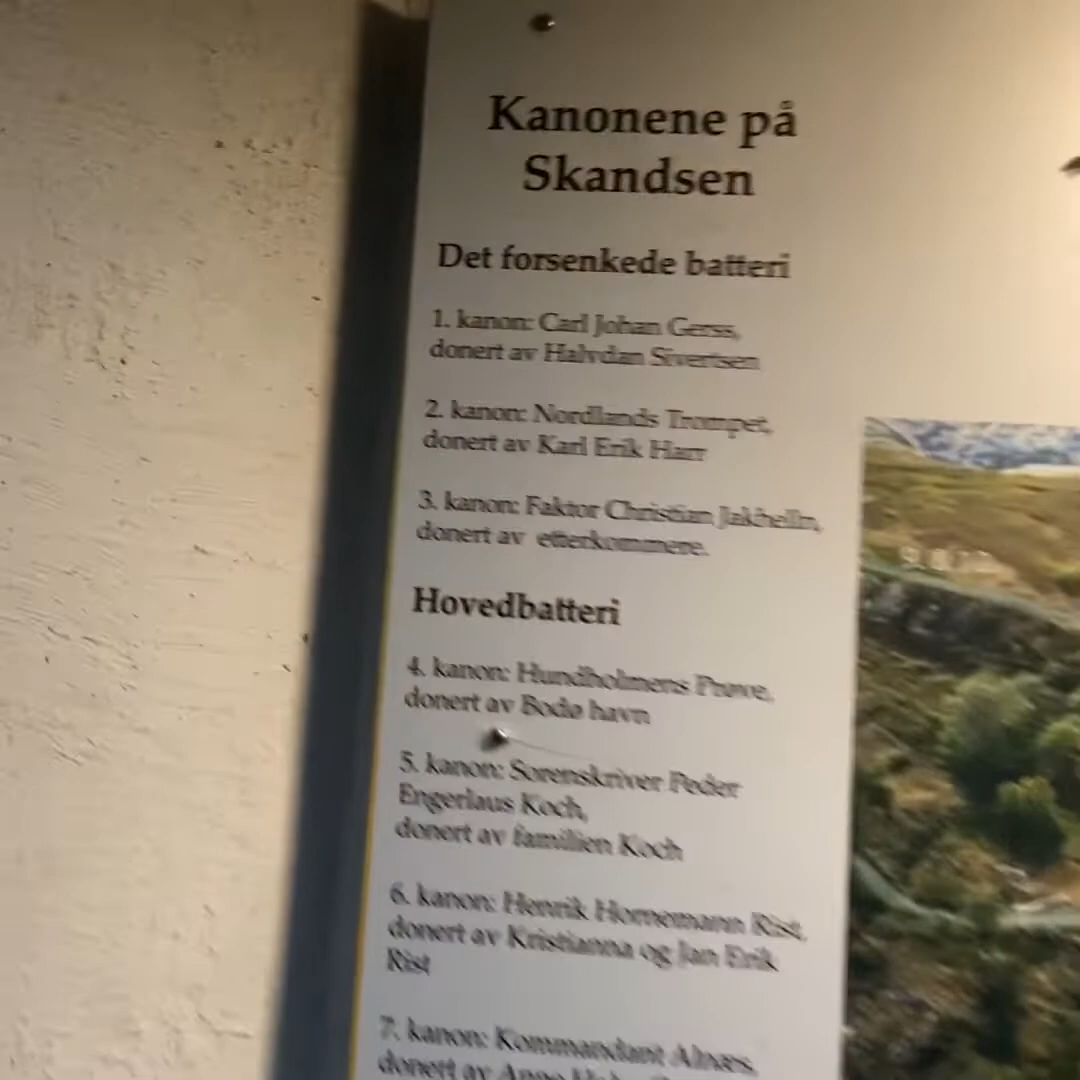 Kanonene på
Skandsen
Det forsenkede batteri
1. kanon: Carl Johan Gerss,
donert av Halvdan Sivertsen
2. kanon: Nordlands Trompet,
donert av Karl Erik Harr
3. kanon: Faktor Christian Jakhelln,
donert av efterkommere.
Hovedbatteri
4. kanon: Hundholmens Prøve,
donert av Bodø havn
5. kanon: Sorenskriver Peder
Engerlaus Koch,
donert av familien Koch
6. kanon: Henrik Hornemann Rist,
donert av Kristianna og Jan Erik
Rist
7. kanon: Kommandant Alnæs,
donert av Anne